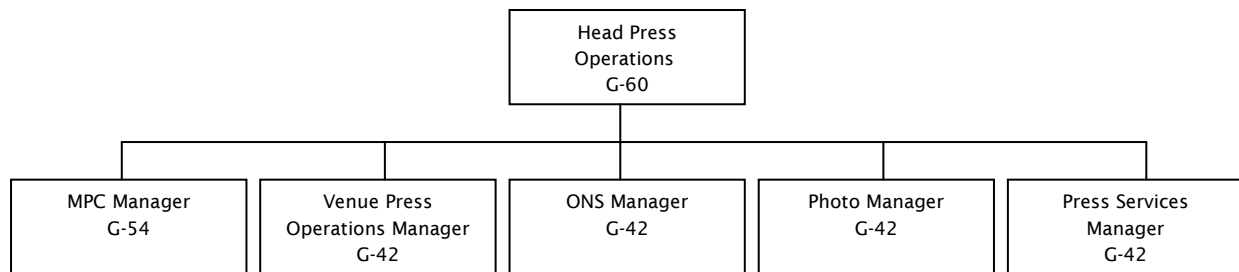 Head Press
Operations
G-60
MPC Manager
G-54
Venue Press
Operations Manager
G-42
ONS Manager
G-42
Photo Manager
G-42
Press Services
Manager
G-42